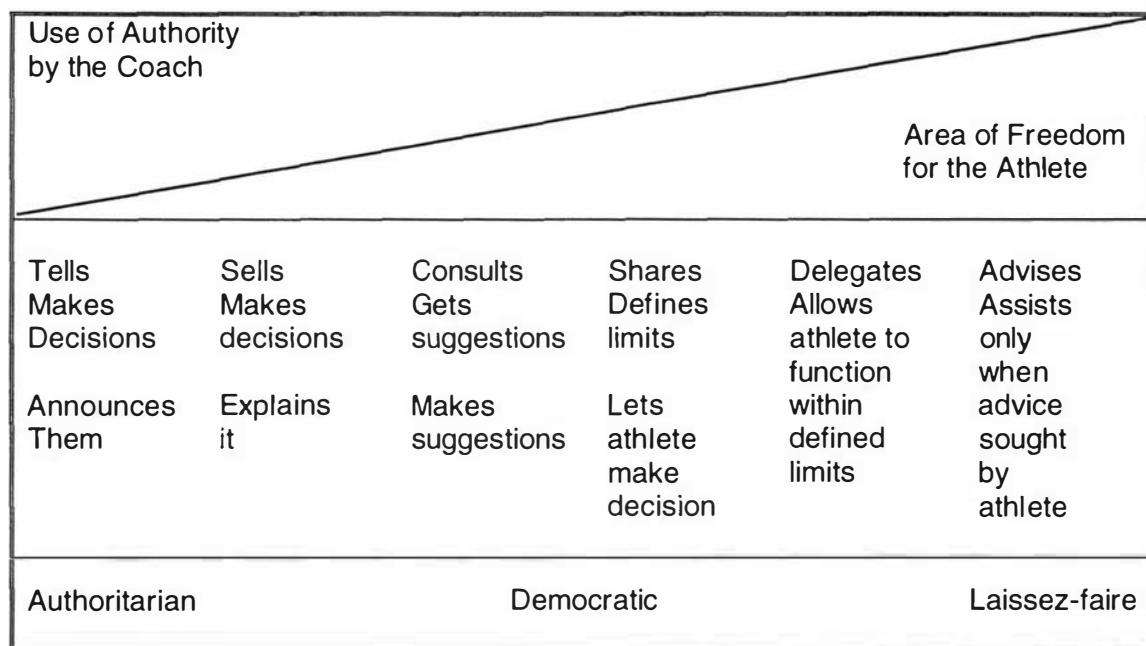 Use of Authority
by the Coach
Area of Freedom
for the Athlete
Tells
Makes
Decisions
Announces
Them
Sells
Makes
decisions
Explains
it
Consults
Gets
suggestions
Makes
suggestions
Shares
Defines
limits
Lets
athlete
make
decision
Delegates
Allows
athlete to
function
within
defined
limits
Advises
Assists
only
when
advice
sought
by
athlete
Authoritarian
Democratic
Laissez-faire